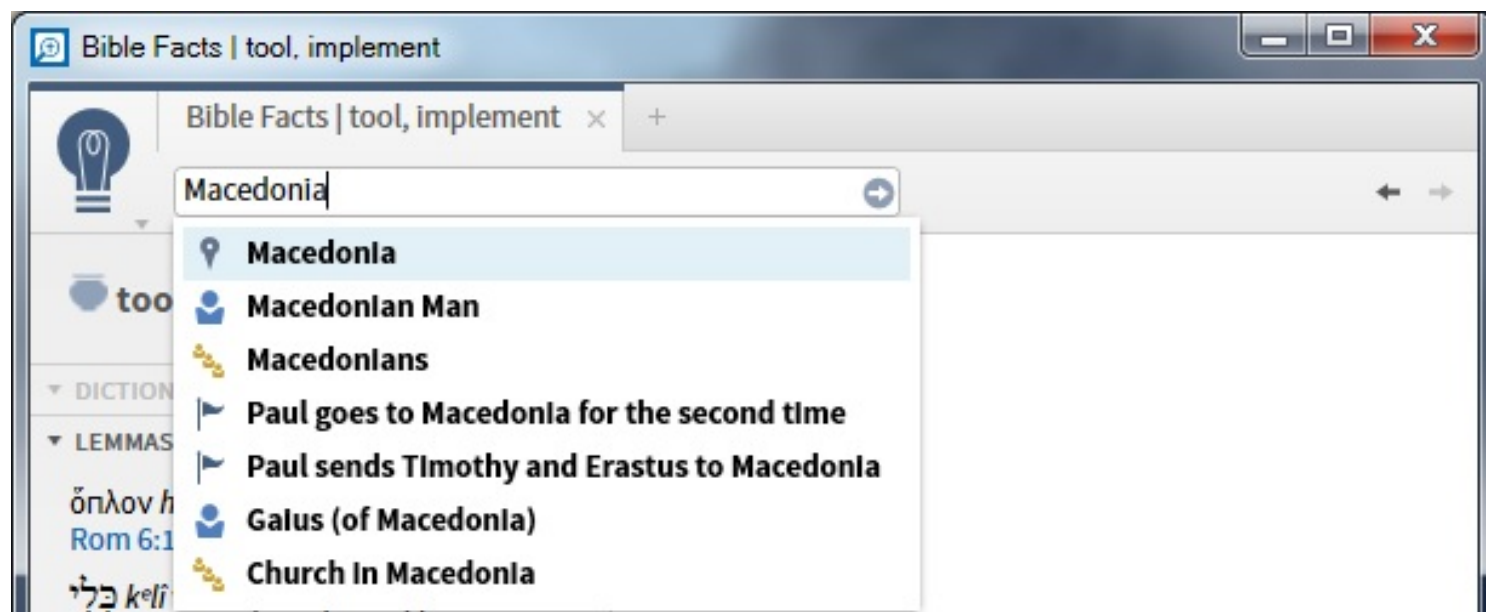 Bible Facts | tool, implement
Bible Facts | tool, implement
Macedonia
Macedonia
too
Macedonian Man
Macedonians
DICTION
Paul goes to Macedonia for the second time
LEMMAS
Paul sends Timothy and Erastus to Macedonia
ὅπλον h
Gaius (of Macedonia)
Rom 6:1
Church in Macedonia
כְּלִי kᵉlî